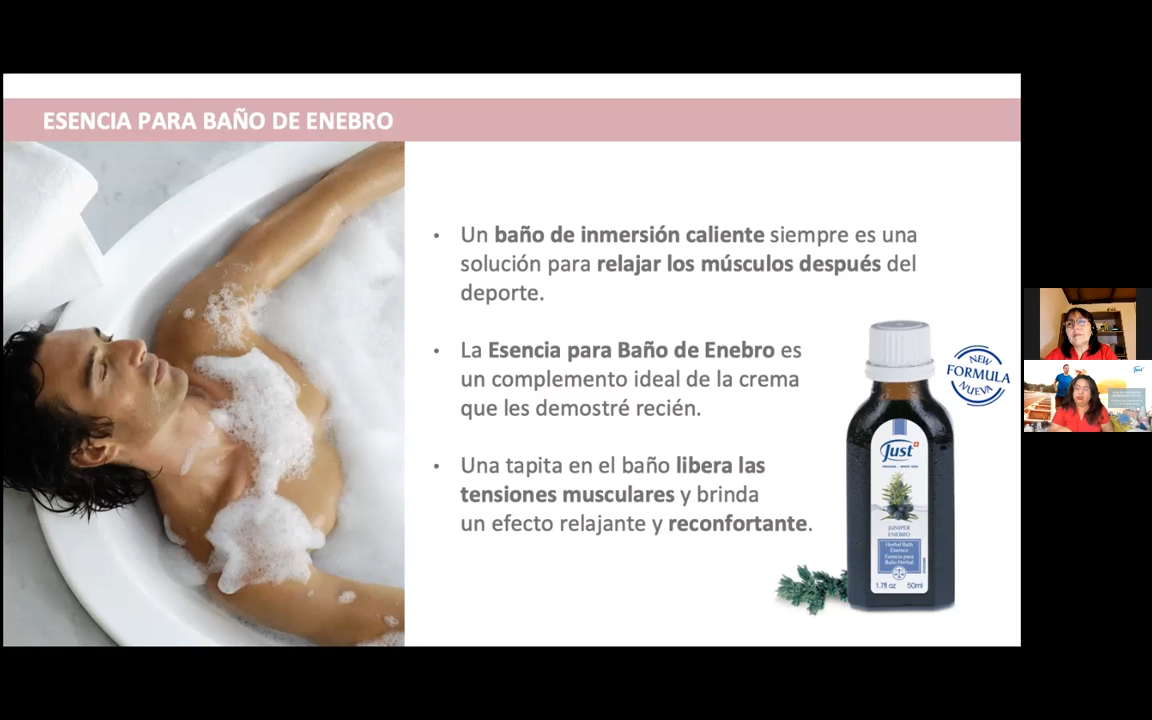 ESENCIA PARA BAÑO DE ENEBRO
• Un baño de inmersión caliente siempre es una
solución para relajar los músculos después del
deporte.
• La Esencia para Baño de Enebro es
un complemento ideal de la crema
que les demostré recién.
• Una tapita en el baño libera las
tensiones musculares y brinda
un efecto relajante y reconfortante.
NEW
FORMULA
NUEVA
Just
JUNIPER
ENEBRO
Herbal Bath
Essence
Esencia para
Baño Herbal
1.7fl oz 50ml
Just